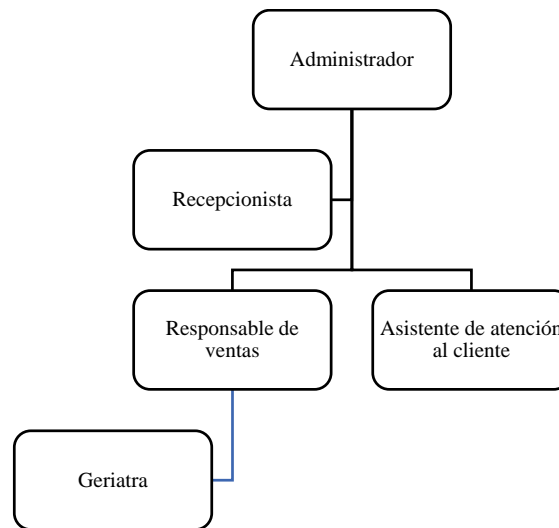 Administrador
Recepcionista
Responsable de
ventas
Asistente de atención
al cliente
Geriatra